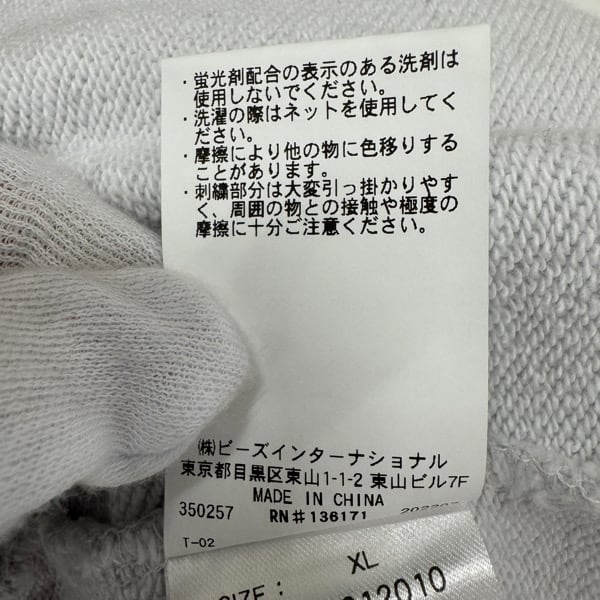 ・蛍光剤配合の表示のある洗剤は
使用しないでください。
・洗濯の際はネットを使用してく
ださい。
・摩擦により他の物に色移りする
ことがあります。
・刺繍部分は大変引っ掛かりやす
く、周囲の物との接触や極度の
摩擦に十分ご注意ください。
㈱ビーズインターナショナル
東京都目黒区東山1-1-2 東山ビル7F
MADE IN CHINA
350257 RN#136171
T-02
SIZE: XL